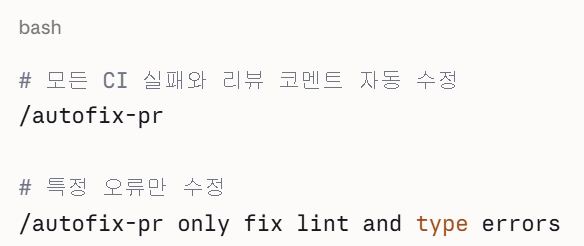 bash
# 모든 CI 실패와 리뷰 코멘트 자동 수정
/autofix-pr
# 특정 오류만 수정
/autofix-pr only fix lint and type errors